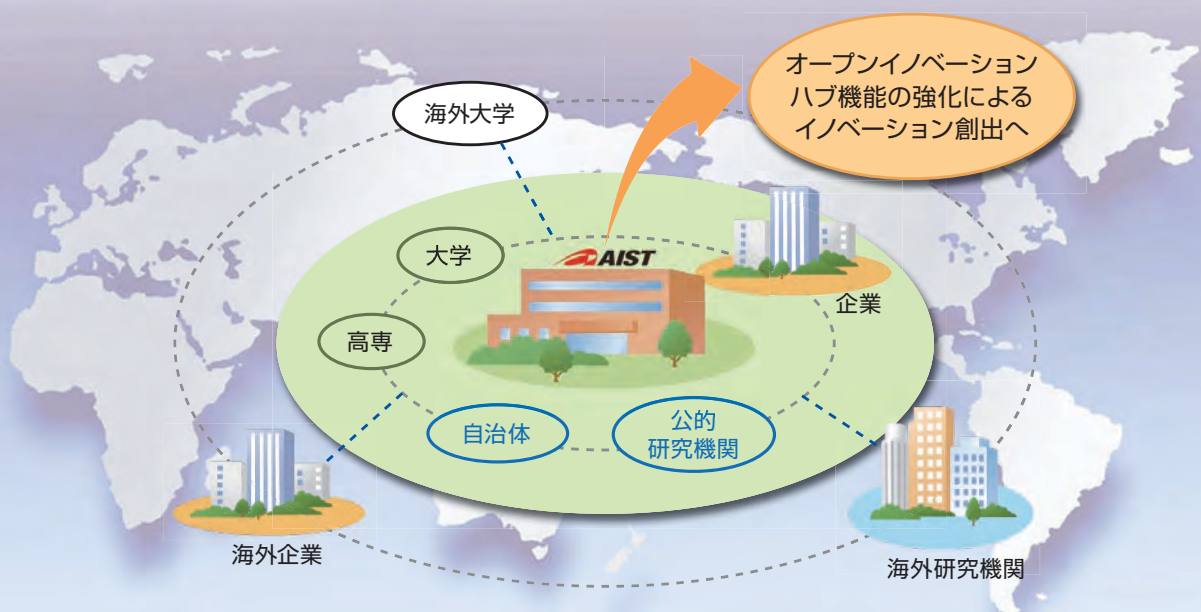 オープンイノベーション
ハブ機能の強化による
イノベーション創出へ
海外大学
大学
AIST
企業
高専
自治体
公的
研究機関
海外企業
海外研究機関